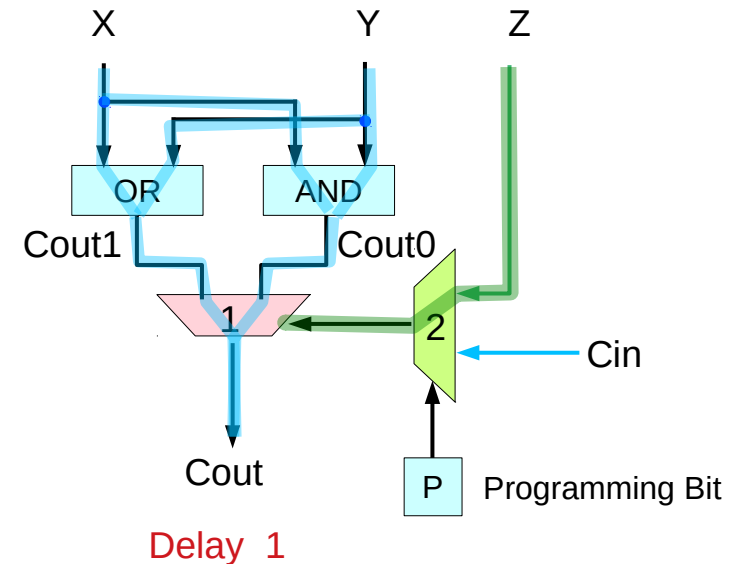 X Y Z
OR AND
Cout1 Cout0
1
2
Cin
Cout
P Programming Bit
Delay 1